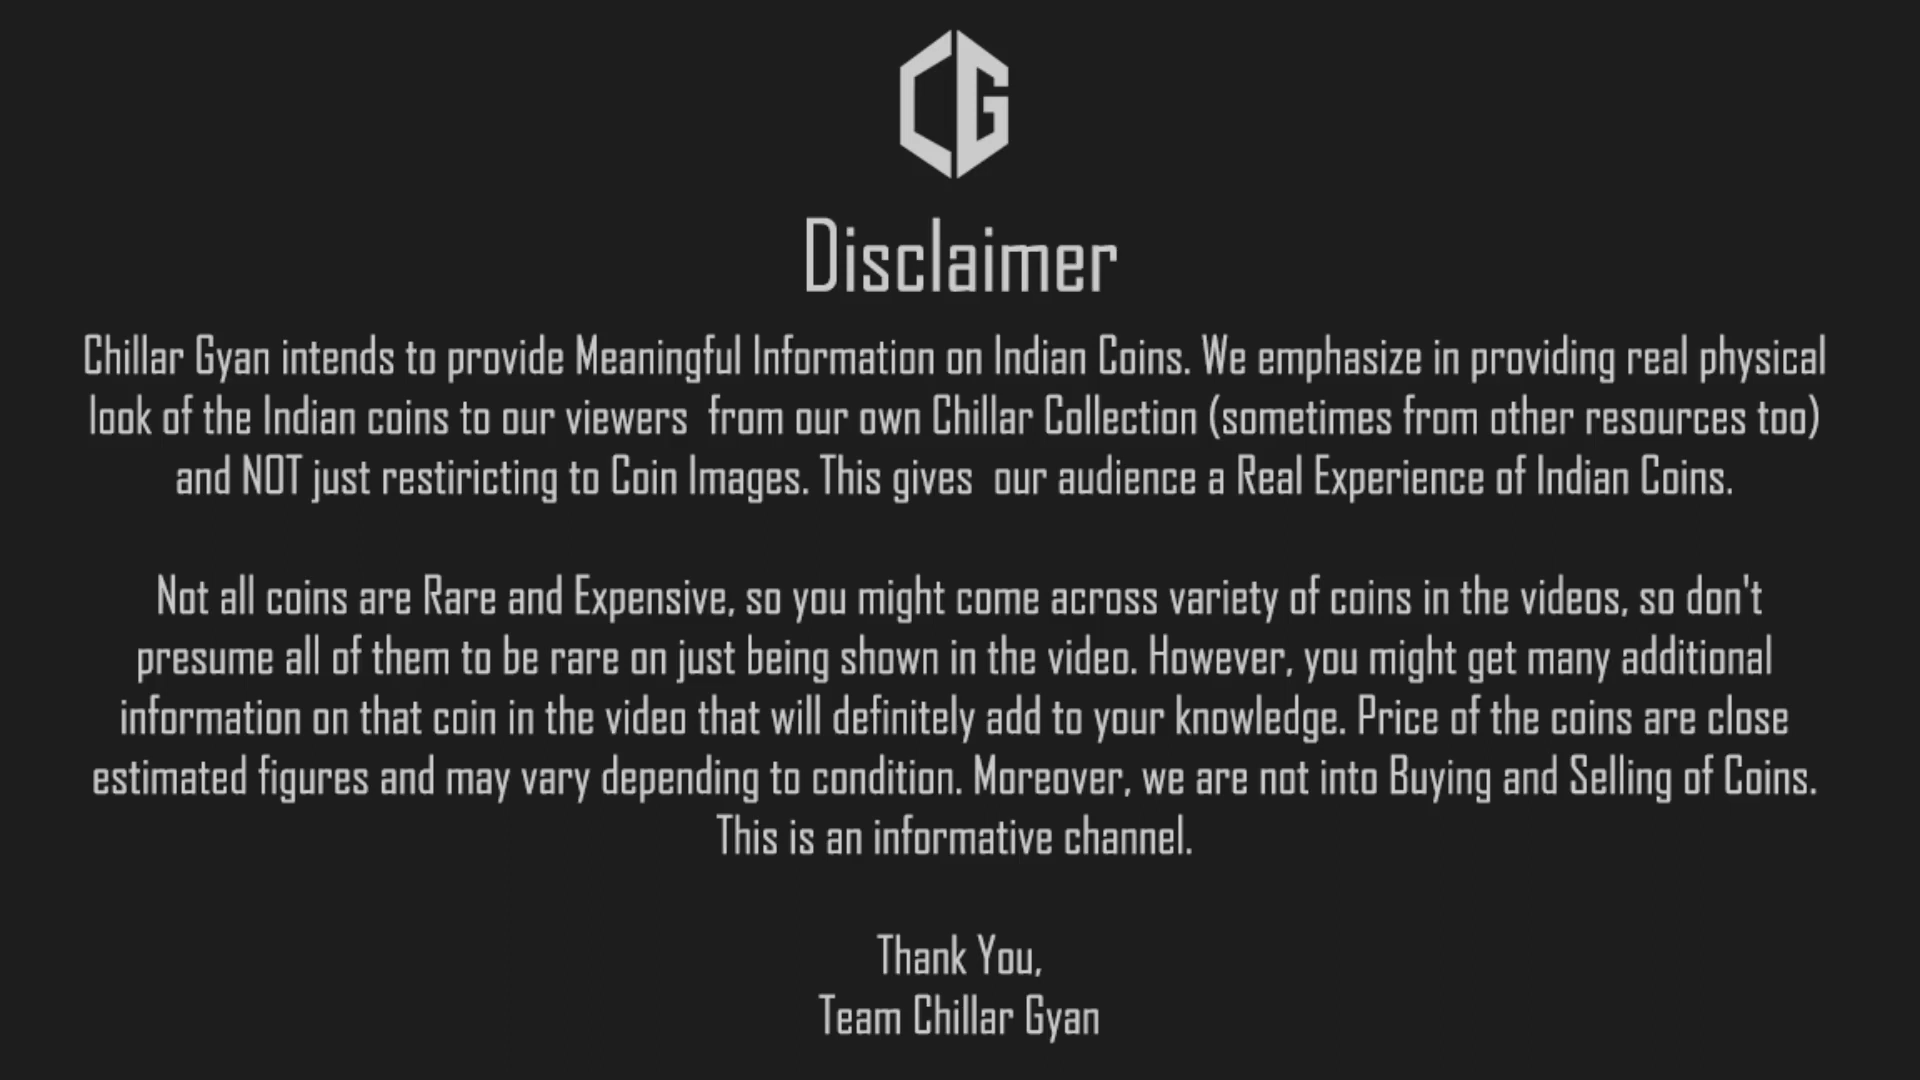 CG
Disclaimer
Chillar Gyan intends to provide Meaningful Information on Indian Coins. We emphasize in providing real physical
look of the Indian coins to our viewers  from our own Chillar Collection (sometimes from other resources too)
and NOT just restiricting to Coin Images. This gives  our audience a Real Experience of Indian Coins.
Not all coins are Rare and Expensive, so you might come across variety of coins in the videos, so don't
presume all of them to be rare on just being shown in the video. However, you might get many additional
information on that coin in the video that will definitely add to your knowledge. Price of the coins are close
estimated figures and may vary depending to condition. Moreover, we are not into Buying and Selling of Coins.
This is an informative channel.
Thank You,
Team Chillar Gyan